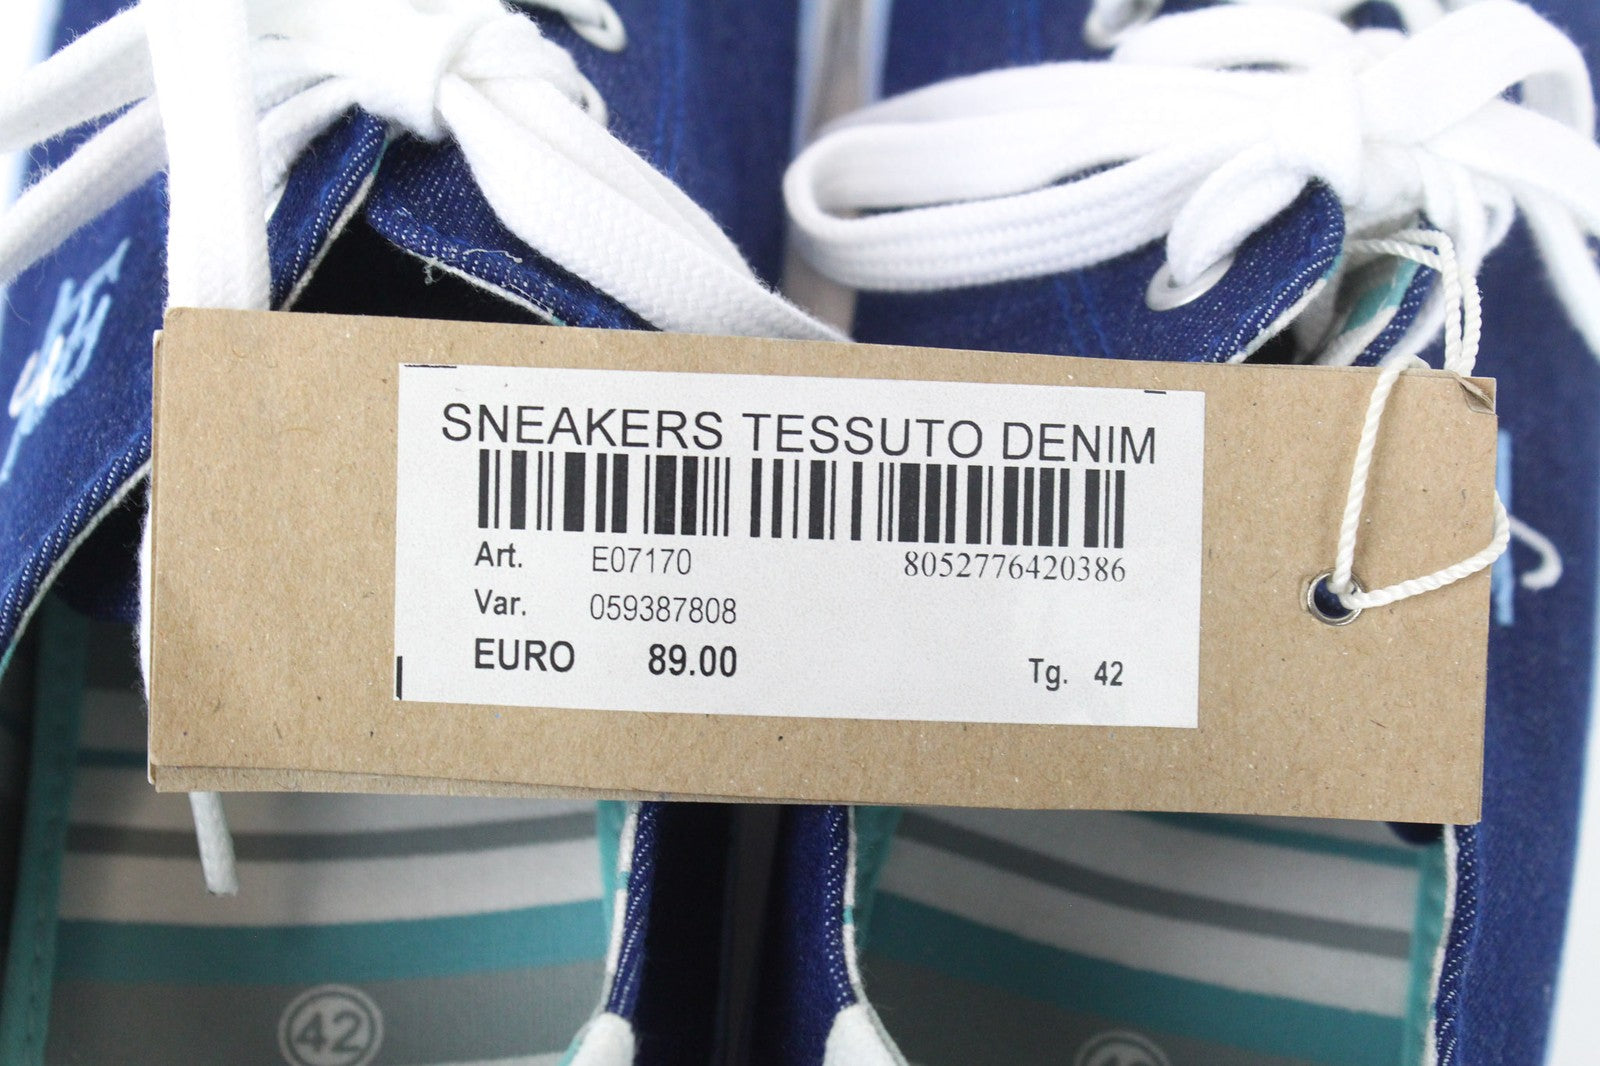 SNEAKERS TESSUTO DENIM
Art. E07170 8052776420386
Var. 059387808
EURO 89.00 Tg. 42
42